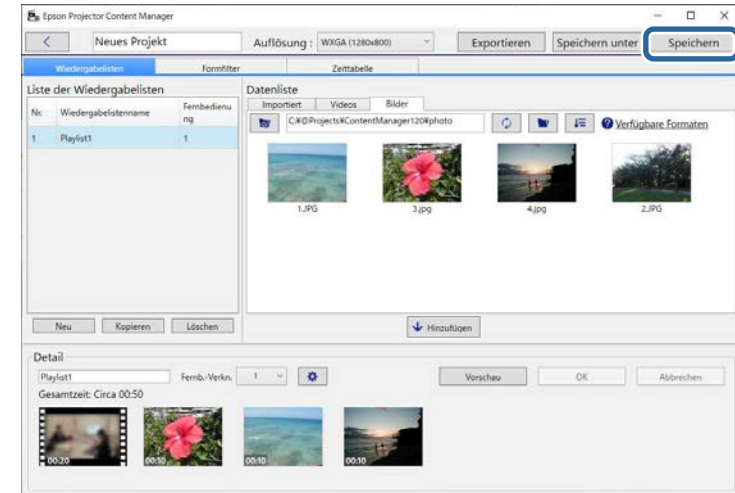 Epson Projector Content Manager
Neues Projekt Auflösung : WXGA (1280x800) Exportieren Speichern unter Speichern
Wiedergabelisten Formfilter Zeittabelle
Liste der Wiedergabelisten
Nr. Wiedergabelistenname Fernbedienu
ng
1 Playlist1 1
Neu Kopieren Löschen
Datenliste
Importiert Videos Bilder
C:¥@Projects¥ContentManager120¥photo Verfügbare Formaten
1.JPG 3.jpg 4.jpg 2.JPG
Hinzufügen
Detail
Playlist1 Fernb.-Verkn. 1 Vorschau OK Abbrechen
Gesamtzeit: Circa 00:50
00:20 00:10 00:10 00:10